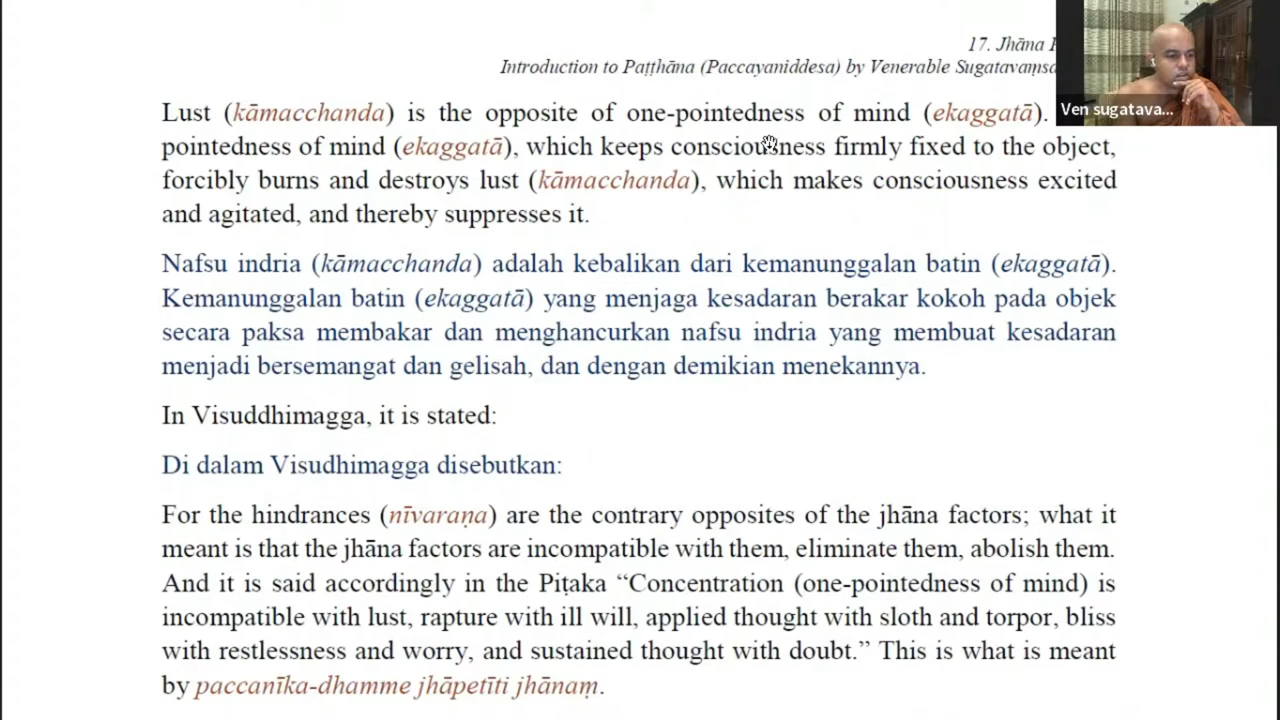 17. Jhāna
Introduction to Paṭṭhāna (Paccayaniddesa) by Venerable Sugatavaṃsa
Ven sugatava...
Lust (kāmacchanda) is the opposite of one-pointedness of mind (ekaggatā).
pointedness of mind (ekaggatā), which keeps consciousness firmly fixed to the object,
forcibly burns and destroys lust (kāmacchanda), which makes consciousness excited
and agitated, and thereby suppresses it.
Nafsu indria (kāmacchanda) adalah kebalikan dari kemanunggalan batin (ekaggatā).
Kemanunggalan batin (ekaggatā) yang menjaga kesadaran berakar kokoh pada objek
secara paksa membakar dan menghancurkan nafsu indria yang membuat kesadaran
menjadi bersemangat dan gelisah, dan dengan demikian menekannya.
In Visuddhimagga, it is stated:
Di dalam Visudhimagga disebutkan:
For the hindrances (nīvaraṇa) are the contrary opposites of the jhāna factors; what it
meant is that the jhāna factors are incompatible with them, eliminate them, abolish them.
And it is said accordingly in the Piṭaka “Concentration (one-pointedness of mind) is
incompatible with lust, rapture with ill will, applied thought with sloth and torpor, bliss
with restlessness and worry, and sustained thought with doubt.” This is what is meant
by paccanīka-dhamme jhāpetīti jhānaṃ.